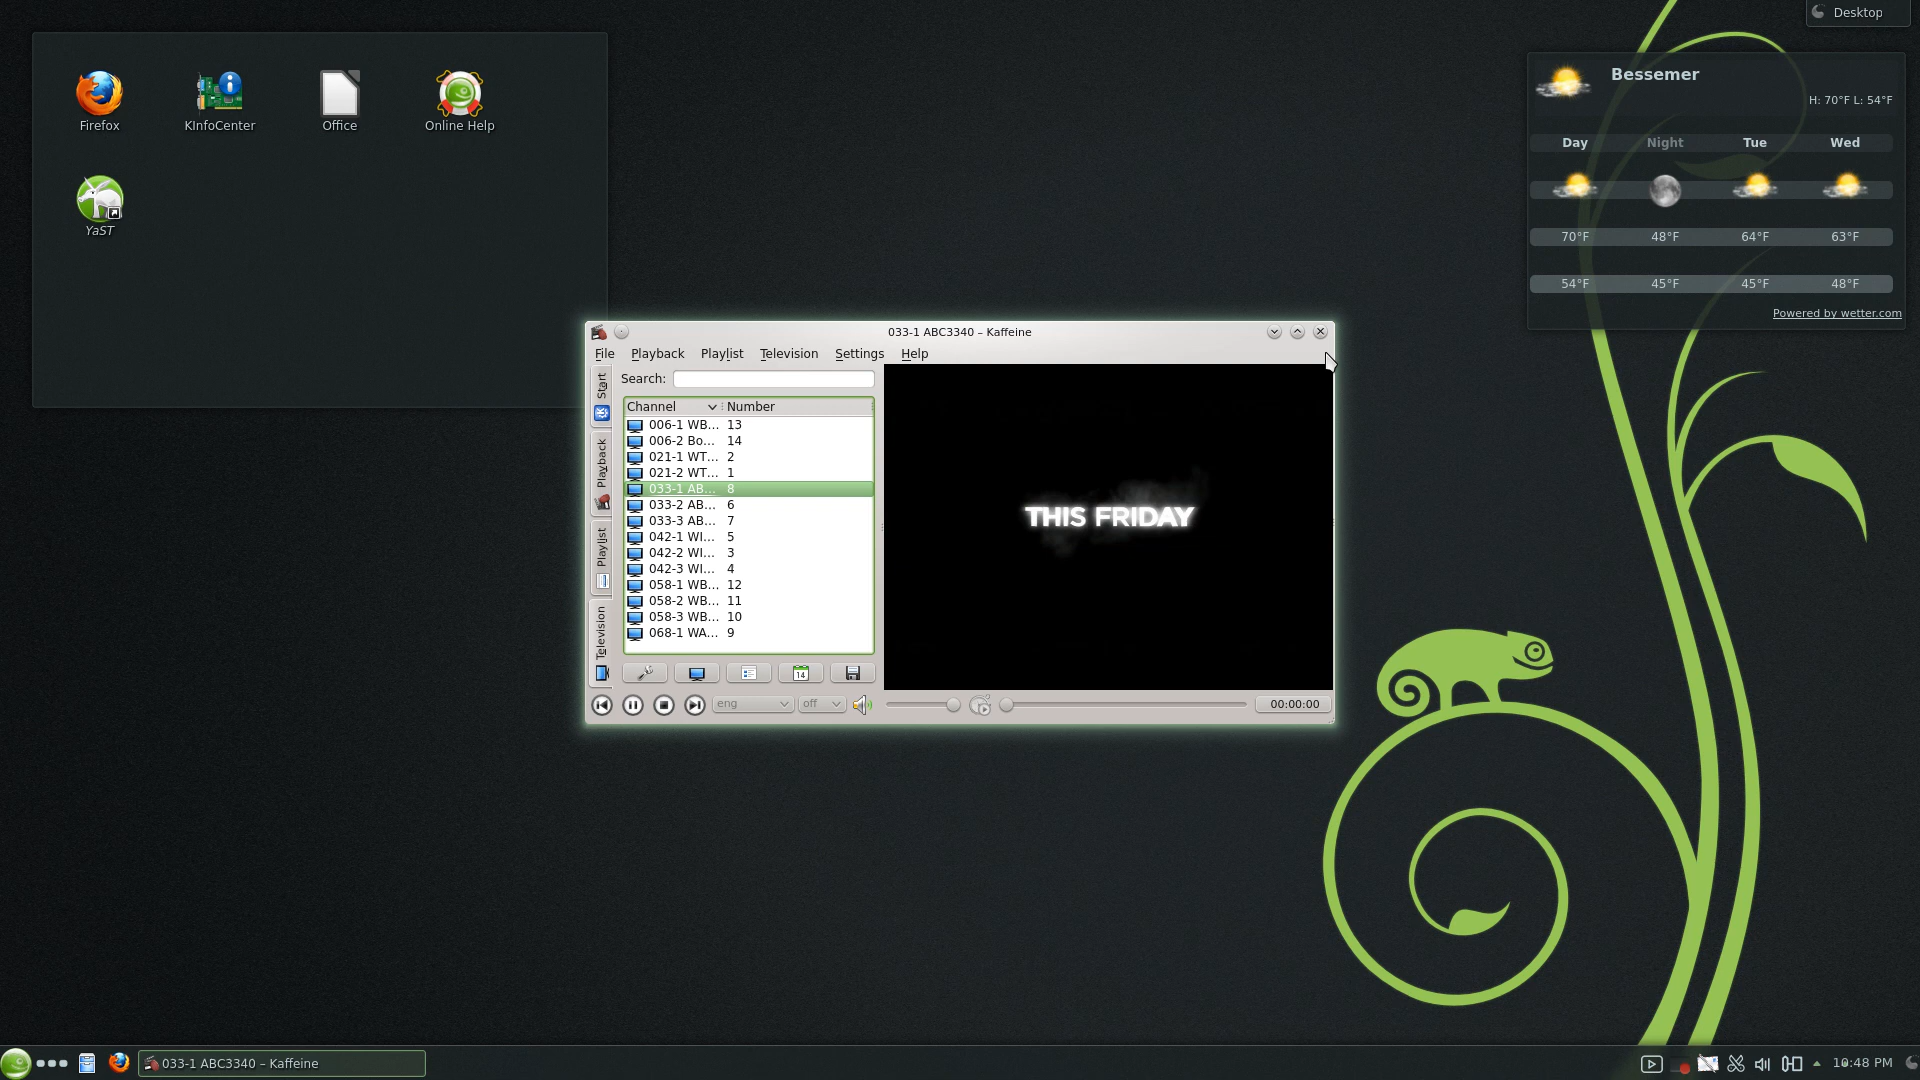 Desktop
Firefox
KInfoCenter
Office
Online Help
YaST
Bessemer
H: 70°F L: 54°F
Day Night Tue Wed
70°F 48°F 64°F 63°F
54°F 45°F 45°F 48°F
Powered by wetter.com
033-1 ABC3340 – Kaffeine
File Playback Playlist Television Settings Help
Start
Playback
Playlist
Television
Search:
Channel Number
006-1 WB... 13
006-2 Bo... 14
021-1 WT... 2
021-2 WT... 1
033-1 AB... 8
033-2 AB... 6
033-3 AB... 7
042-1 WI... 5
042-2 WI... 3
042-3 WI... 4
058-1 WB... 12
058-2 WB... 11
058-3 WB... 10
068-1 WA... 9
THIS FRIDAY
14
eng off 00:00:00
033-1 ABC3340 – Kaffeine
10:48 PM